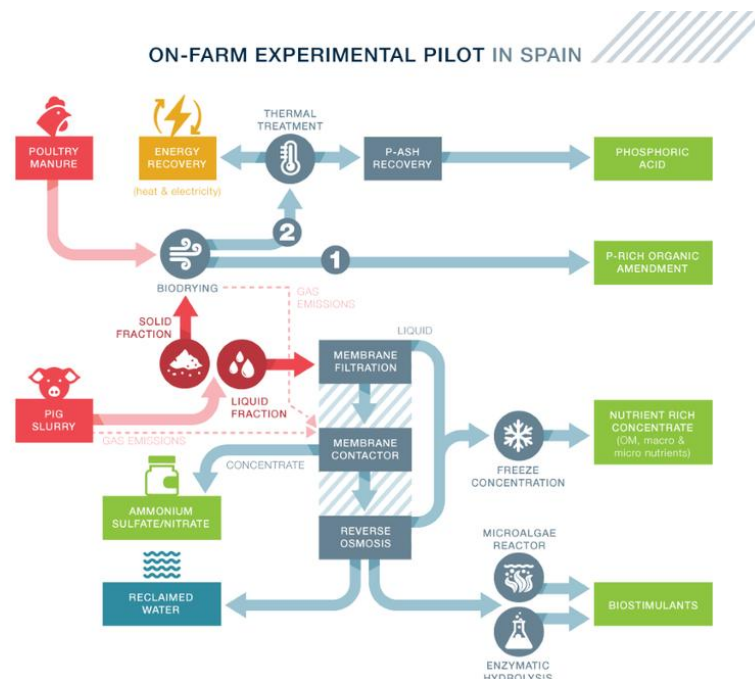 ON-FARM EXPERIMENTAL PILOT IN SPAIN
THERMAL
TREATMENT
POULTRY
MANURE
ENERGY
RECOVERY
(heat & electricity)
P-ASH
RECOVERY
PHOSPHORIC
ACID
2
1
P-RICH ORGANIC
AMENDMENT
BIODRYING
GAS
EMISSIONS
SOLID
FRACTION
LIQUID
MEMBRANE
FILTRATION
LIQUID
FRACTION
PIG
SLURRY
GAS EMISSIONS
MEMBRANE
CONTACTOR
CONCENTRATE
FREEZE
CONCENTRATION
NUTRIENT RICH
CONCENTRATE
(OM, macro &
micro nutrients)
AMMONIUM
SULFATE/NITRATE
REVERSE
OSMOSIS
MICROALGAE
REACTOR
RECLAIMED
WATER
BIOSTIMULANTS
ENZYMATIC
HYDROLYSIS